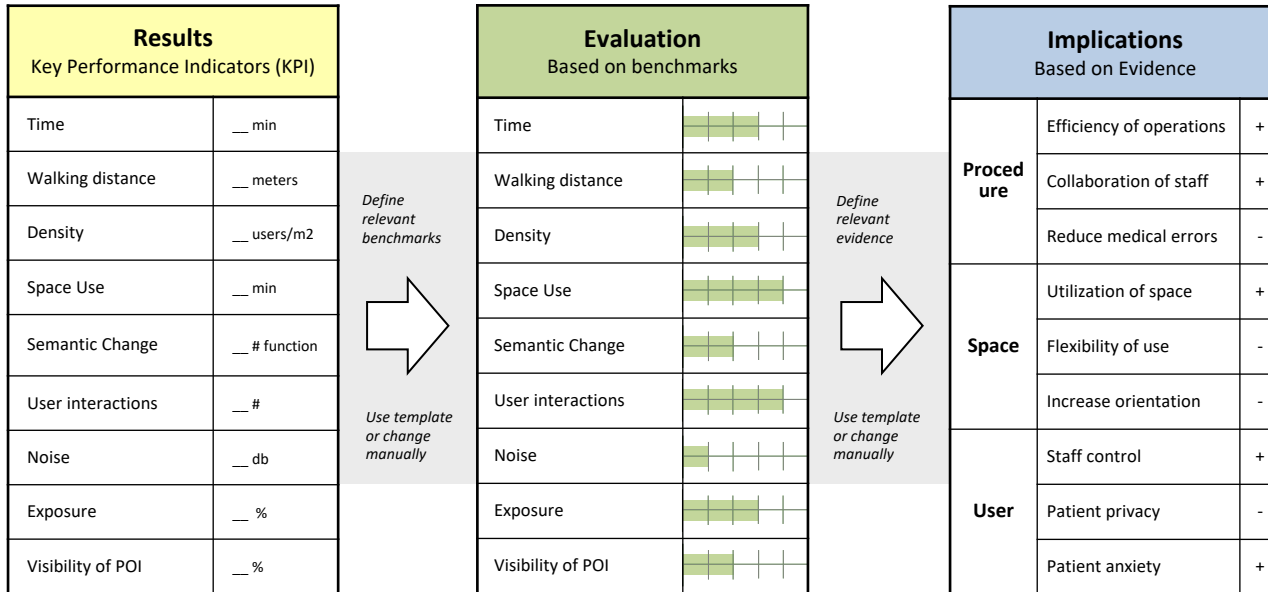 Results
Key Performance Indicators (KPI)
Time
__ min
Walking distance
__ meters
Density
__ users/m2
Space Use
__ min
Semantic Change
__ # function
User interactions
__ #
Noise
__ db
Exposure
__ %
Visibility of POI
__ %
Define
relevant
benchmarks
Use template
or change
manually
Evaluation
Based on benchmarks
Time
Walking distance
Density
Space Use
Semantic Change
User interactions
Noise
Exposure
Visibility of POI
Define
relevant
evidence
Use template
or change
manually
Implications
Based on Evidence
Proced
ure
Efficiency of operations +
Collaboration of staff +
Reduce medical errors -
Space
Utilization of space +
Flexibility of use -
Increase orientation -
User
Staff control +
Patient privacy -
Patient anxiety +